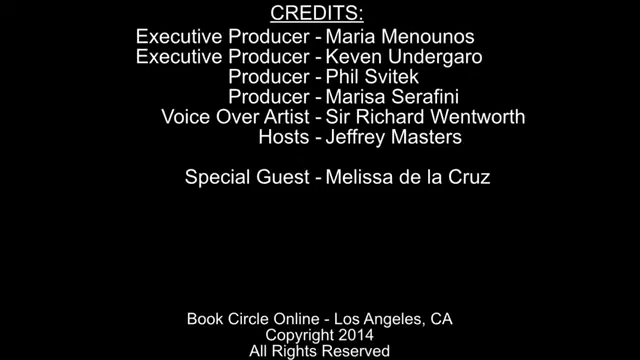 CREDITS:
Executive Producer - Maria Menounos
Executive Producer - Keven Undergaro
Producer - Phil Svitek
Producer - Marisa Serafini
Voice Over Artist - Sir Richard Wentworth
Hosts - Jeffrey Masters
Special Guest - Melissa de la Cruz
Book Circle Online - Los Angeles, CA
Copyright 2014
All Rights Reserved